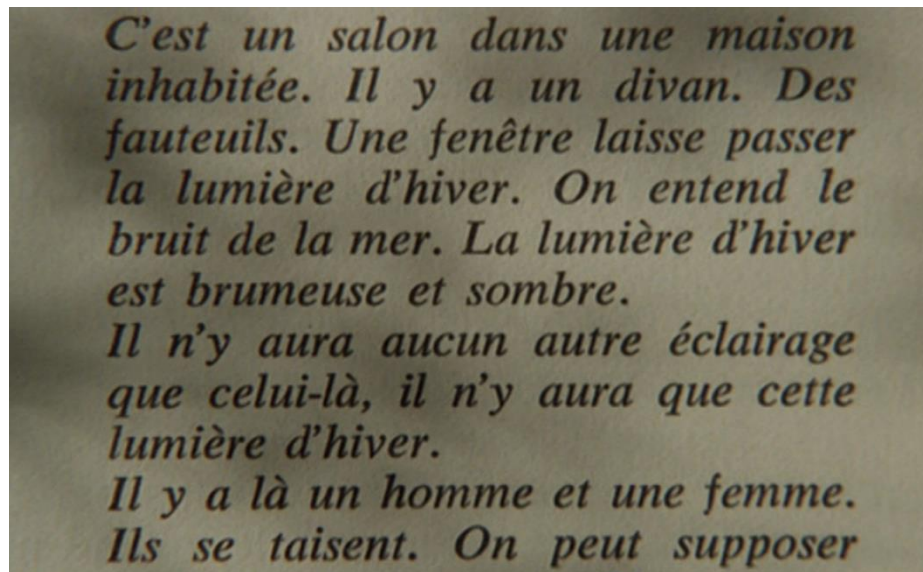 C'est un salon dans une maison
inhabitée. Il y a un divan. Des
fauteuils. Une fenêtre laisse passer
la lumière d'hiver. On entend le
bruit de la mer. La lumière d'hiver
est brumeuse et sombre.
Il n'y aura aucun autre éclairage
que celui-là, il n'y aura que cette
lumière d'hiver.
Il y a là un homme et une femme.
Ils se taisent. On peut supposer